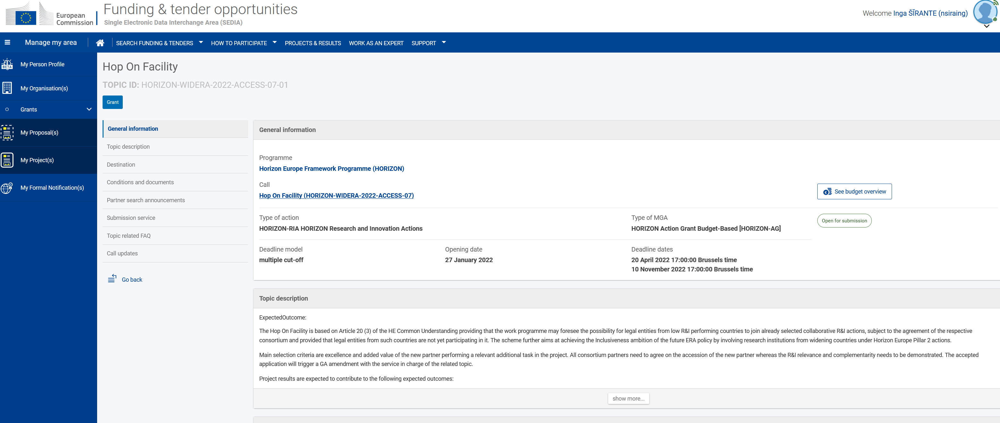 European
Commission
Funding & tender opportunities
Single Electronic Data Interchange Area (SEDIA)
Welcome Inga ŠĪRANTE (nsiraing)
Manage my area
SEARCH FUNDING & TENDERS
HOW TO PARTICIPATE
PROJECTS & RESULTS
WORK AS AN EXPERT
SUPPORT
BETA
My Person Profile
My Organisation(s)
Grants
My Proposal(s)
My Project(s)
My Formal Notification(s)
Hop On Facility
TOPIC ID: HORIZON-WIDERA-2022-ACCESS-07-01
Grant
General information
Topic description
Destination
Conditions and documents
Partner search announcements
Submission service
Topic related FAQ
Call updates
Go back
General information
Programme
Horizon Europe Framework Programme (HORIZON)
Call
Hop On Facility (HORIZON-WIDERA-2022-ACCESS-07)
See budget overview
Type of action
HORIZON-RIA HORIZON Research and Innovation Actions
Type of MGA
HORIZON Action Grant Budget-Based [HORIZON-AG]
Open for submission
Deadline model
multiple cut-off
Opening date
27 January 2022
Deadline dates
20 April 2022 17:00:00 Brussels time
10 November 2022 17:00:00 Brussels time
Topic description
ExpectedOutcome:
The Hop On Facility is based on Article 20 (3) of the HE Common Understanding providing that the work programme may foresee the possibility for legal entities from low R&I performing countries to join already selected collaborative R&I actions, subject to the agreement of the respective
consortium and provided that legal entities from such countries are not yet participating in it. The scheme further aims at achieving the Inclusiveness ambition of the future ERA policy by involving research institutions from widening countries under Horizon Europe Pillar 2 actions.
Main selection criteria are excellence and added value of the new partner performing a relevant additional task in the project. All consortium partners need to agree on the accession of the new partner whereas the R&I relevance and complementarity needs to be demonstrated. The accepted
application will trigger a GA amendment with the service in charge of the related topic.
Project results are expected to contribute to the following expected outcomes:
show more...